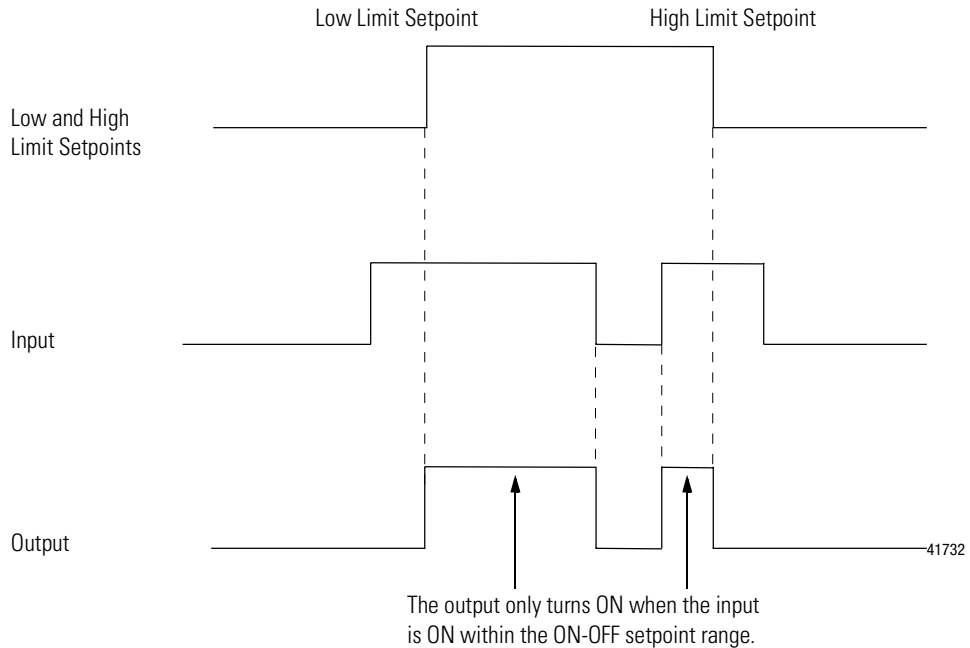 Low Limit Setpoint
High Limit Setpoint
Low and High
Limit Setpoints
Input
Output
41732
The output only turns ON when the input
is ON within the ON-OFF setpoint range.